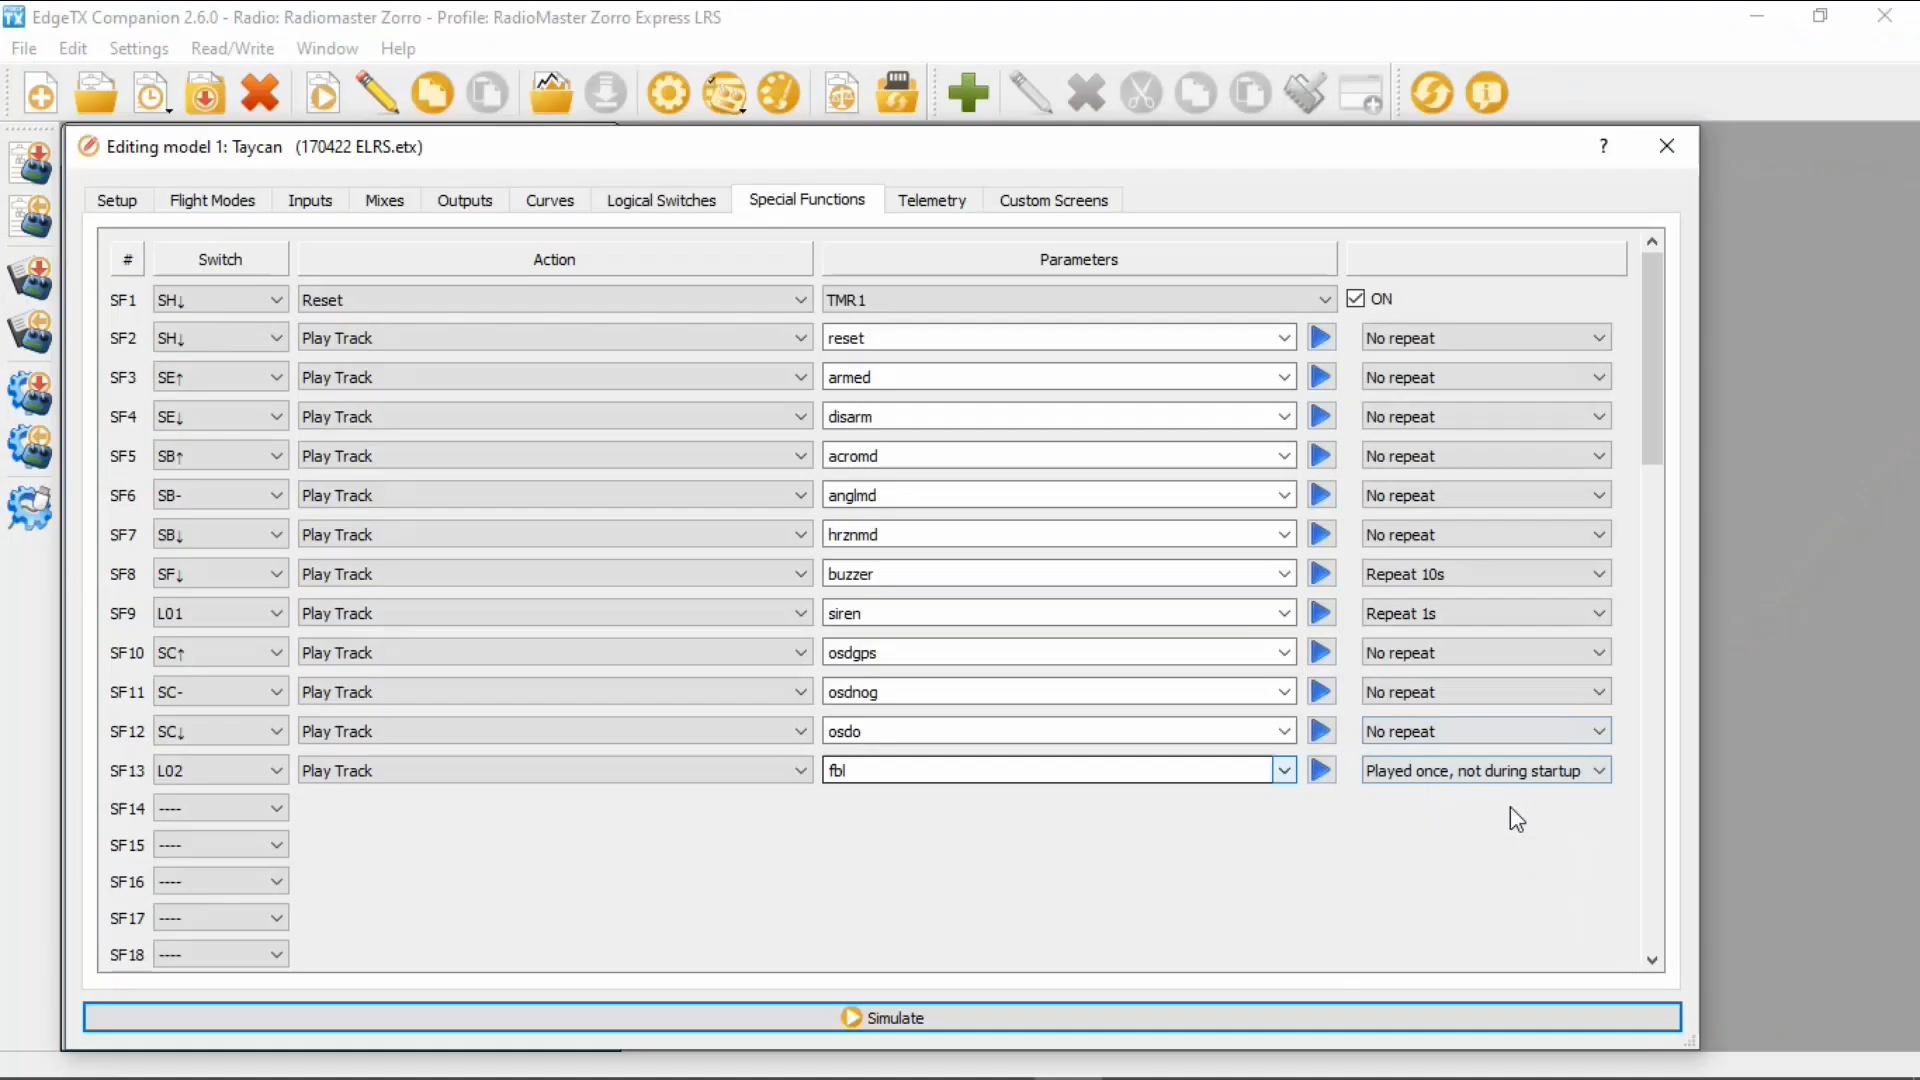 EdgeTX Companion 2.6.0 - Radio: Radiomaster Zorro - Profile: RadioMaster Zorro Express LRS
File Edit Settings Read/Write Window Help
Editing model 1: Taycan (170422 ELRS.etx) ?
Setup Flight Modes Inputs Mixes Outputs Curves Logical Switches Special Functions Telemetry Custom Screens
# Switch Action Parameters
SF1 SH↓ Reset TMR1 ON
SF2 SH↓ Play Track reset No repeat
SF3 SE↑ Play Track armed No repeat
SF4 SE↓ Play Track disarm No repeat
SF5 SB↑ Play Track acromd No repeat
SF6 SB- Play Track anglmd No repeat
SF7 SB↓ Play Track hrznmd No repeat
SF8 SF↓ Play Track buzzer Repeat 10s
SF9 L01 Play Track siren Repeat 1s
SF10 SC↑ Play Track osdgps No repeat
SF11 SC- Play Track osdnog No repeat
SF12 SC↓ Play Track osdo No repeat
SF13 L02 Play Track fbl Played once, not during startup
SF14 ----
SF15 ----
SF16 ----
SF17 ----
SF18 ----
Simulate